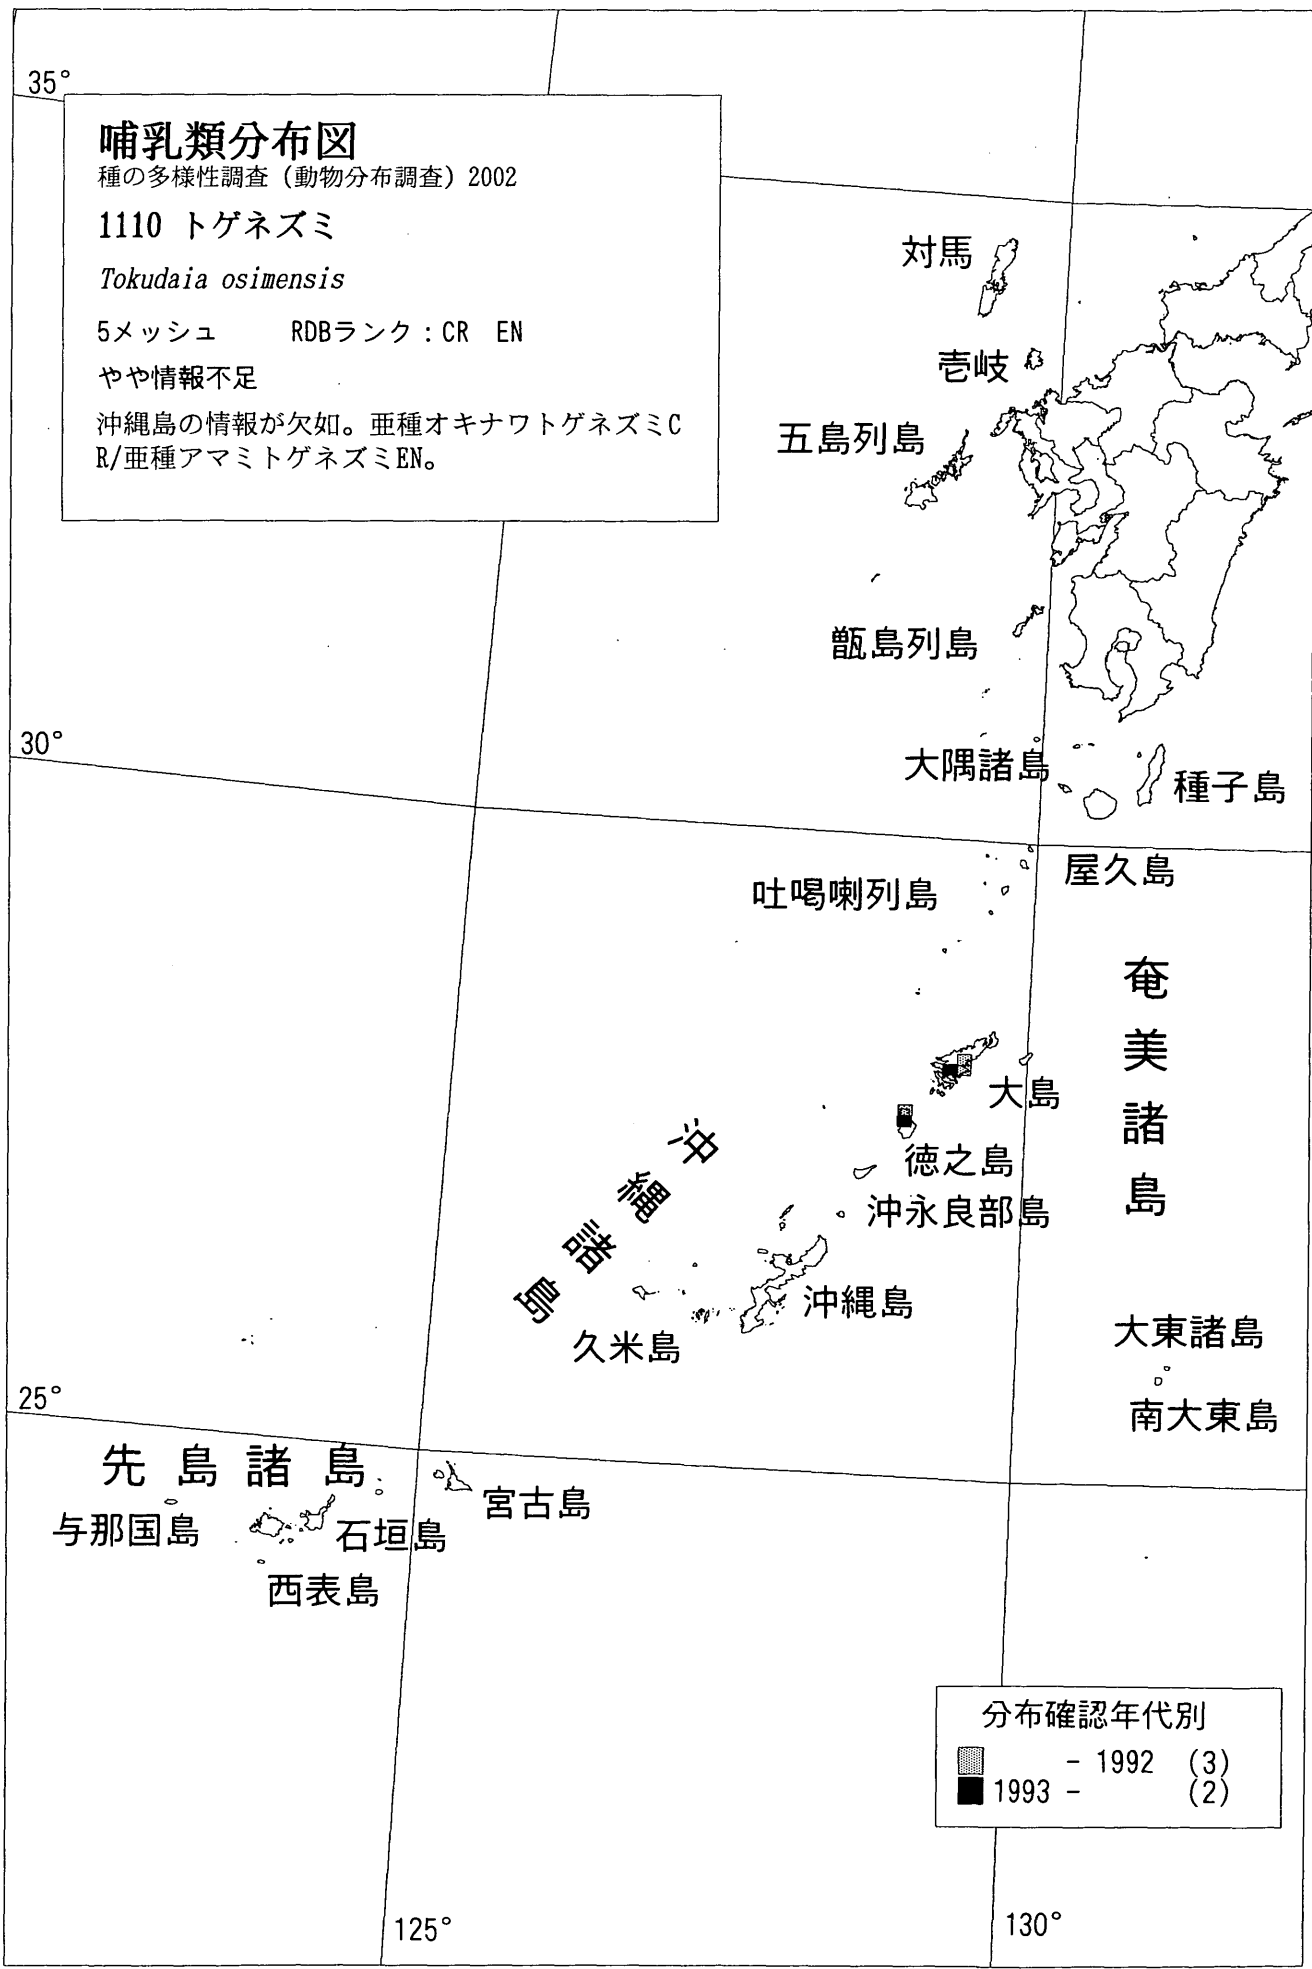 35°
哺乳類分布図
種の多様性調査（動物分布調査）2002
1110 トゲネズミ
Tokudaia osimensis
5メッシュ　　RDBランク：CR　EN
やや情報不足
沖縄島の情報が欠如。亜種オキナワトゲネズミC
R/亜種アマミトゲネズミEN。
対馬
壱岐
五島列島
甑島列島
30°
大隅諸島
種子島
屋久島
吐喝喇列島
奄美諸島
大島
徳之島
沖永良部島
沖縄諸島
沖縄島
久米島
大東諸島
南大東島
25°
先島諸島
宮古島
与那国島
石垣島
西表島
分布確認年代別
- 1992 (3)
1993 - (2)
125°
130°